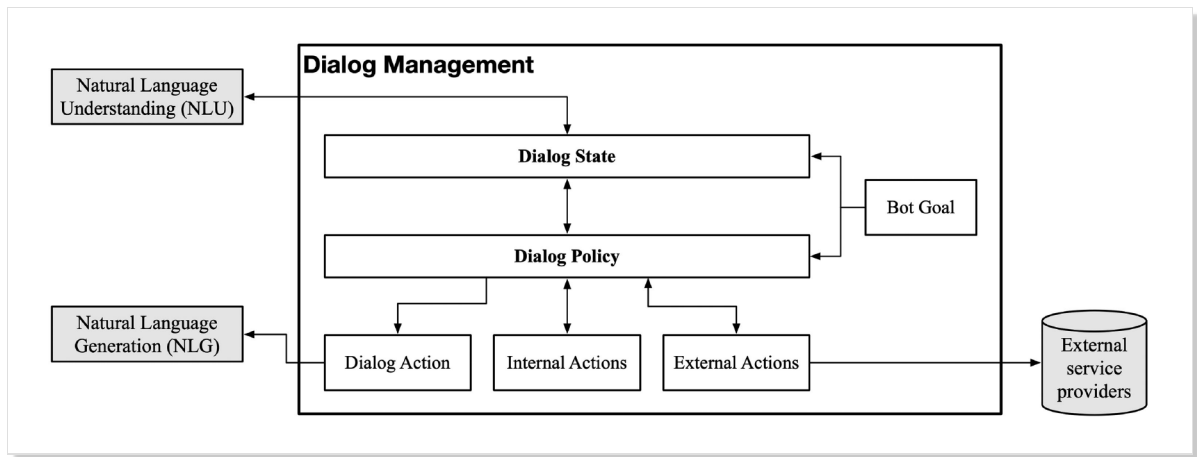 Dialog Management
Natural Language
Understanding (NLU)
Dialog State
Bot Goal
Dialog Policy
Natural Language
Generation (NLG)
Dialog Action
Internal Actions
External Actions
External
service
providers